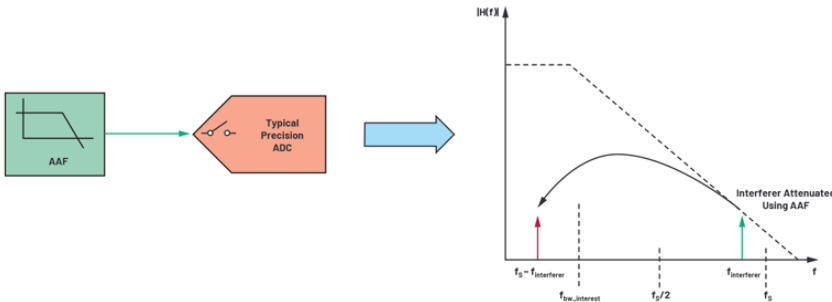 AAF
Typical
Precision
ADC
|H(f)|
Interferer Attenuated
Using AAF
fS – finterferer
fbw_interest
fS/2
finterferer
fS
f